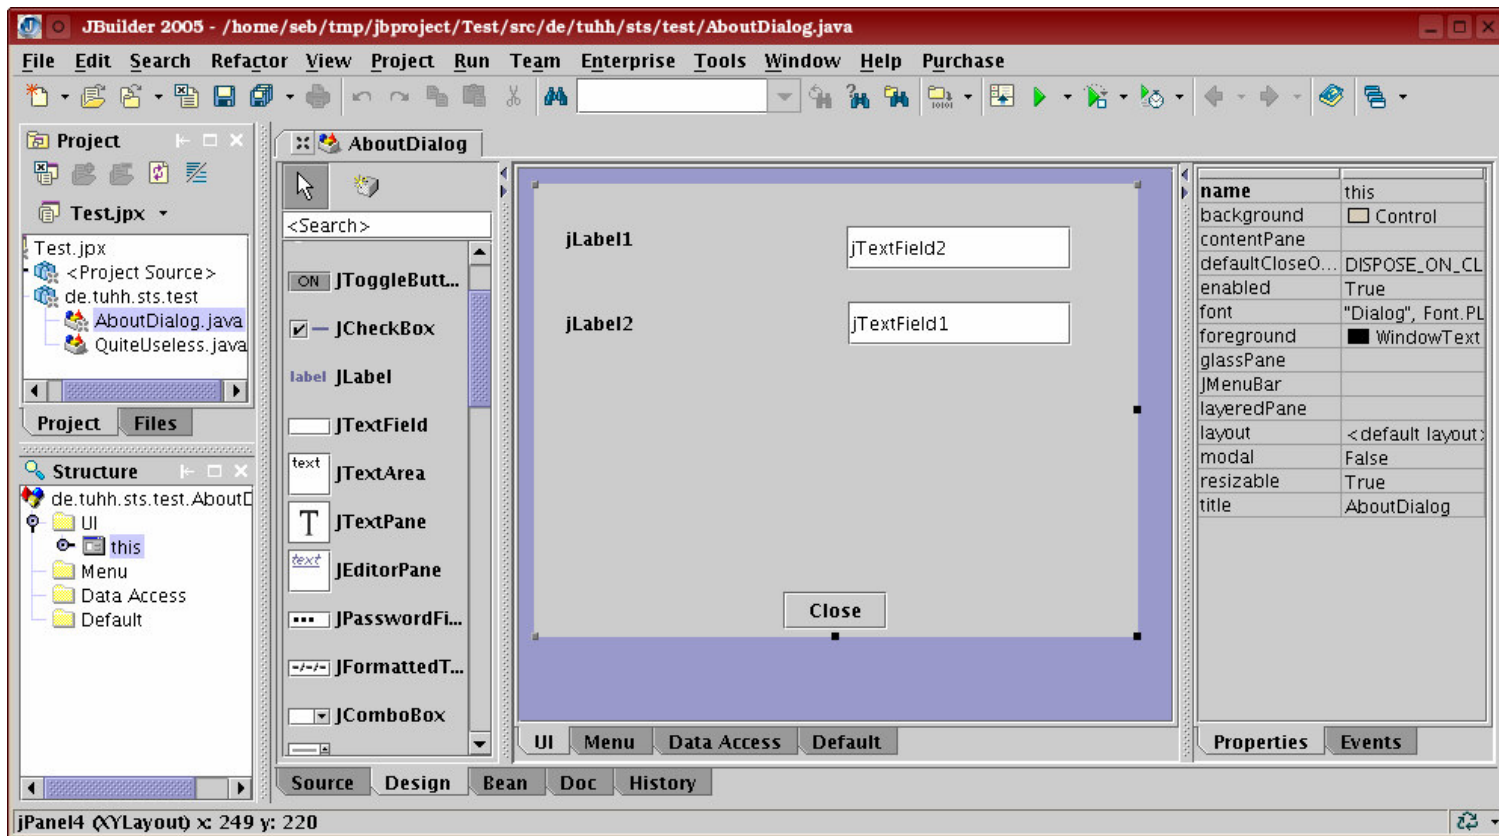 JBuilder 2005 - /home/seb/tmp/jbproject/Test/src/de/tuhh/sts/test/AboutDialog.java
File Edit Search Refactor View Project Run Team Enterprise Tools Window Help Purchase
Project
Test.jpx
Test.jpx
<Project Source>
de.tuhh.sts.test
AboutDialog.java
QuiteUseless.java
Project Files
Structure
de.tuhh.sts.test.AboutD
UI
this
Menu
Data Access
Default
AboutDialog
<Search>
ON JToggleButt...
JCheckBox
label JLabel
JTextField
text JTextArea
T JTextPane
text JEditorPane
JPasswordFi...
-/-/- JFormattedT...
JComboBox
jLabel1 jTextField2
jLabel2 jTextField1
Close
UI Menu Data Access Default
Source Design Bean Doc History
name this
background Control
contentPane
defaultCloseO... DISPOSE_ON_CL
enabled True
font "Dialog", Font.PL
foreground WindowText
glassPane
JMenuBar
layeredPane
layout <default layout>
modal False
resizable True
title AboutDialog
Properties Events
jPanel4 (XYLayout) x: 249 y: 220